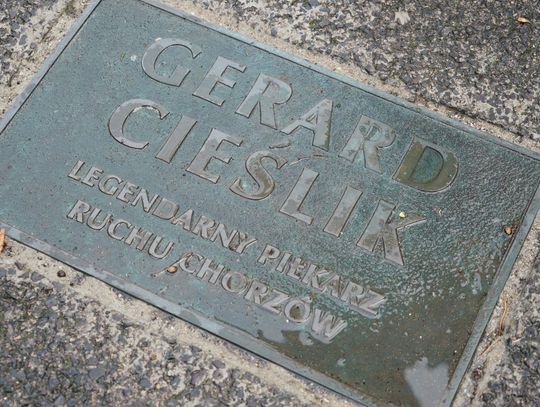 GERARD
CIEŚLIK
LEGENDARNY PIŁKARZ
RUCHU CHORZÓW